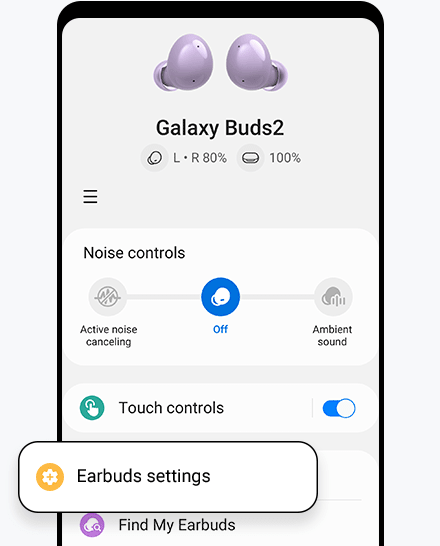 Galaxy Buds2
L • R 80% 100%
Noise controls
Active noise
canceling
Off
Ambient
sound
Touch controls
Earbuds settings
Find My Earbuds